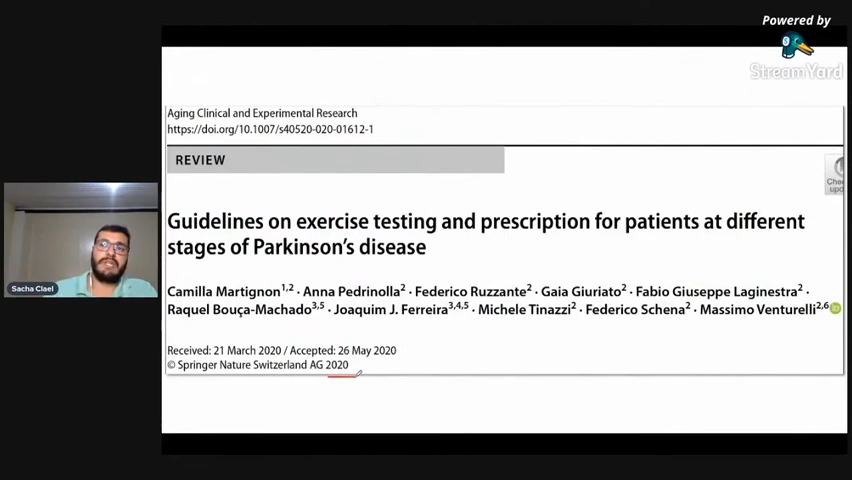 Powered by
StreamYard
Aging Clinical and Experimental Research
https://doi.org/10.1007/s40520-020-01612-1
REVIEW
Guidelines on exercise testing and prescription for patients at different
stages of Parkinson's disease
Camilla Martignon1,2 · Anna Pedrinolla2 · Federico Ruzzante2 · Gaia Giuriato2 · Fabio Giuseppe Laginestra2 ·
Raquel Bouça‑Machado3,5 · Joaquim J. Ferreira3,4,5 · Michele Tinazzi2 · Federico Schena2 · Massimo Venturelli2,6
Received: 21 March 2020 / Accepted: 26 May 2020
© Springer Nature Switzerland AG 2020
Sacha Clael